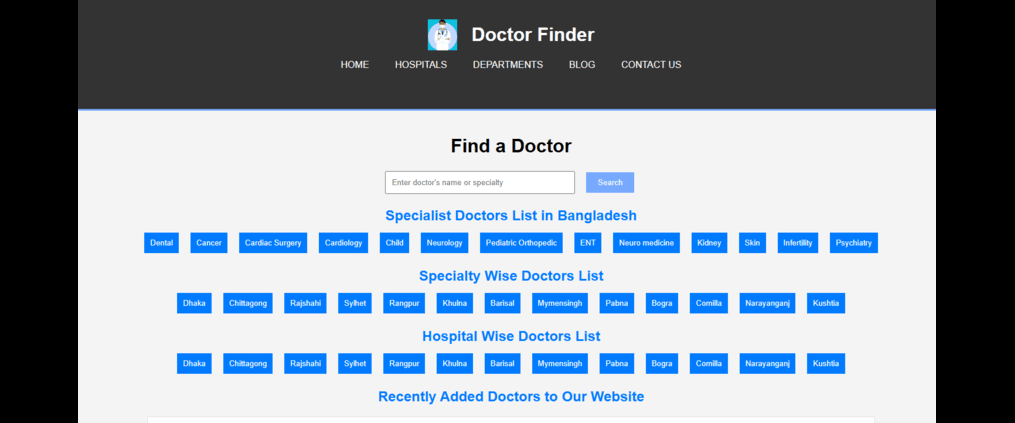 Doctor Finder
HOME HOSPITALS DEPARTMENTS BLOG CONTACT US
Find a Doctor
Enter doctor's name or specialty Search
Specialist Doctors List in Bangladesh
Dental Cancer Cardiac Surgery Cardiology Child Neurology Pediatric Orthopedic ENT Neuro medicine Kidney Skin Infertility Psychiatry
Specialty Wise Doctors List
Dhaka Chittagong Rajshahi Sylhet Rangpur Khulna Barisal Mymensingh Pabna Bogra Comilla Narayanganj Kushtia
Hospital Wise Doctors List
Dhaka Chittagong Rajshahi Sylhet Rangpur Khulna Barisal Mymensingh Pabna Bogra Comilla Narayanganj Kushtia
Recently Added Doctors to Our Website